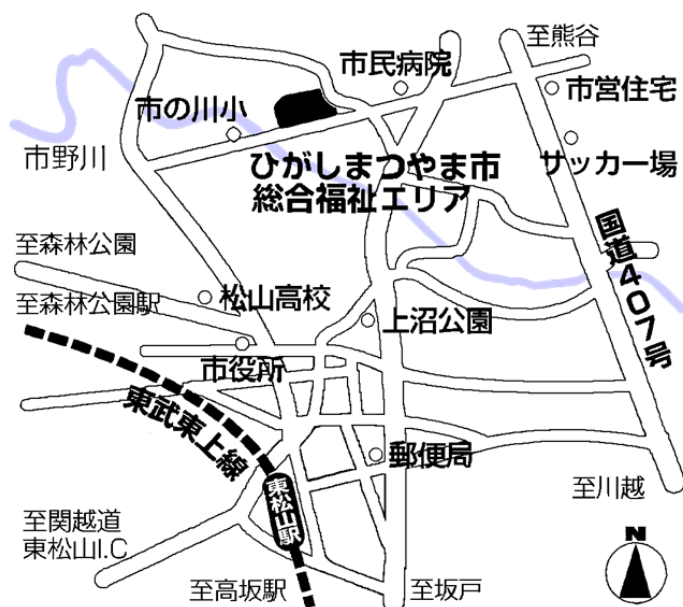 至熊谷
市民病院
市営住宅
市の川小
市野川
ひがしまつやま市
総合福祉エリア
サッカー場
国道407号
至森林公園
至森林公園駅
松山高校
上沼公園
市役所
東武東上線
郵便局
東松山駅
至川越
至関越道
東松山I.C
至高坂駅
至坂戸
N